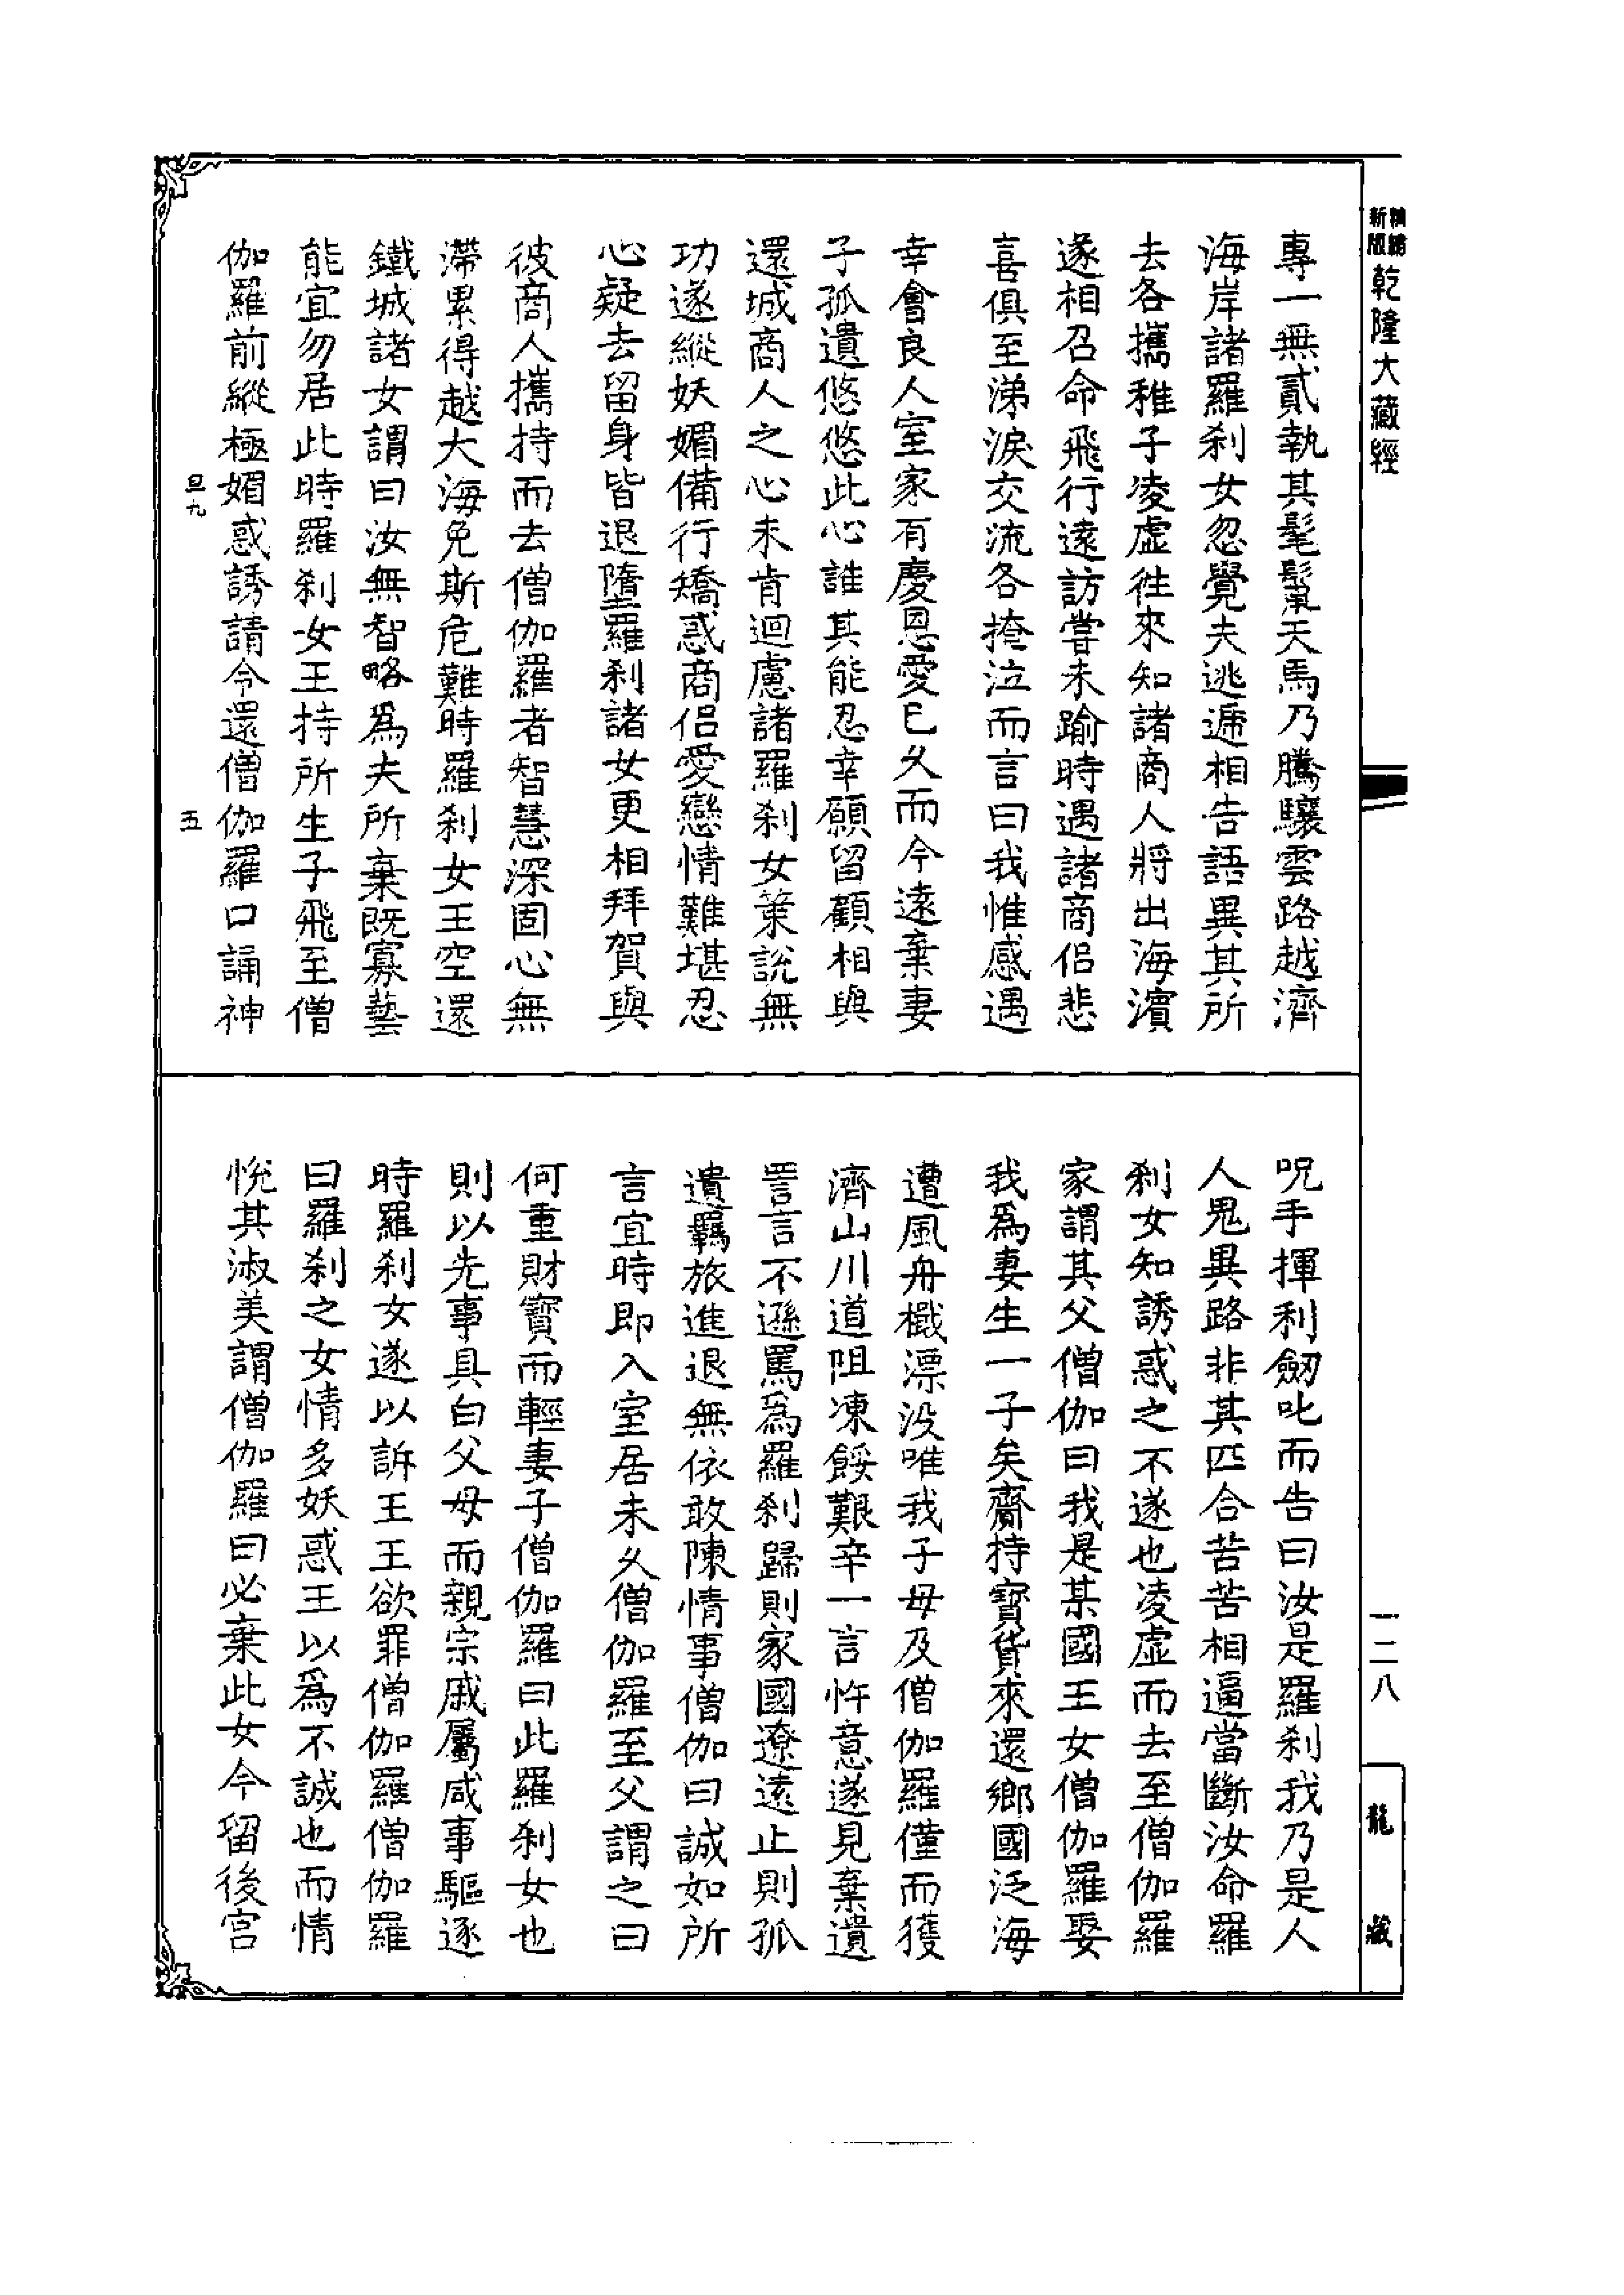 精繕
新版
乾隆大藏經
專一無貳執其髦鬣天馬乃騰驤雲路越濟
海岸諸羅刹女忽覺夫逃遞相告語異其所
去各攜稚子凌虛往來知諸商人將出海濱
遂相召命飛行遠訪嘗未踰時遇諸商侶悲
喜俱至涕淚交流各掩泣而言曰我惟感遇
幸會良人室家有慶恩愛已久而今遠棄妻
子孤遺悠悠此心誰其能忍幸願留顧相與
還城商人之心未肯迴慮諸羅刹女策說無
功遂縱妖媚備行矯惑商侶愛戀情難堪忍
心疑去留身皆退墮羅刹諸女更相拜賀與
彼商人攜持而去僧伽羅者智慧深固心無
滯累得越大海免斯危難時羅刹女王空還
鐵城諸女謂曰汝無智略爲夫所棄旣寡藝
能宜勿居此時羅刹女王持所生子飛至僧
伽羅前縱極媚惑誘請令還僧伽羅口誦神
旦九
五
呪手揮利劒叱而告曰汝是羅刹我乃是人
人鬼異路非其匹合苦苦相逼當斷汝命羅
刹女知誘惑之不遂也凌虛而去至僧伽羅
家謂其父僧伽曰我是某國王女僧伽羅娶
我爲妻生一子矣齎持寳貨來還鄉國泛海
遭風舟檝漂沒唯我子母及僧伽羅僅而獲
濟山川道阻凍餒艱辛一言忤意遂見棄遺
詈言不遜罵爲羅刹歸則家國遼遠止則孤
遺羇旅進退無依敢陳情事僧伽曰誠如所
言宜時即入室居未久僧伽羅至父謂之曰
何重財寳而輕妻子僧伽羅曰此羅刹女也
則以先事具白父母而親宗戚屬咸事驅逐
時羅刹女遂以訴王王欲罪僧伽羅僧伽羅
曰羅刹之女情多妖惑王以爲不誠也而情
悅其淑美謂僧伽羅曰必棄此女今留後宮
一二八
龍藏